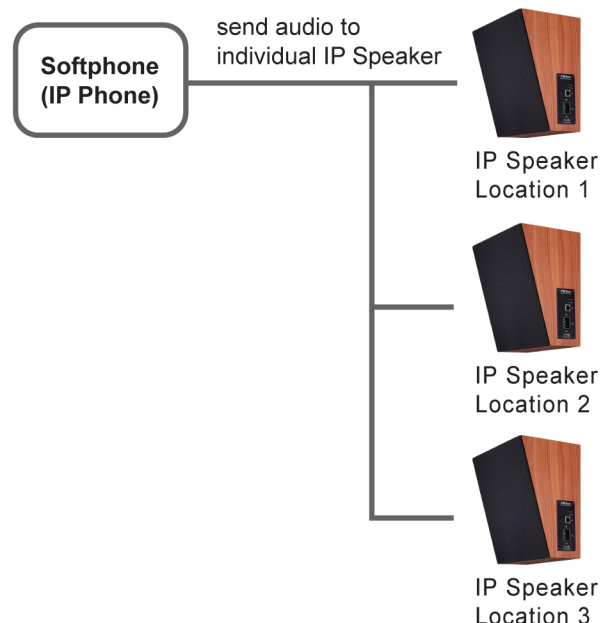 Softphone
(IP Phone)
send audio to
individual IP Speaker
IP Speaker
Location 1
IP Speaker
Location 2
IP Speaker
Location 3